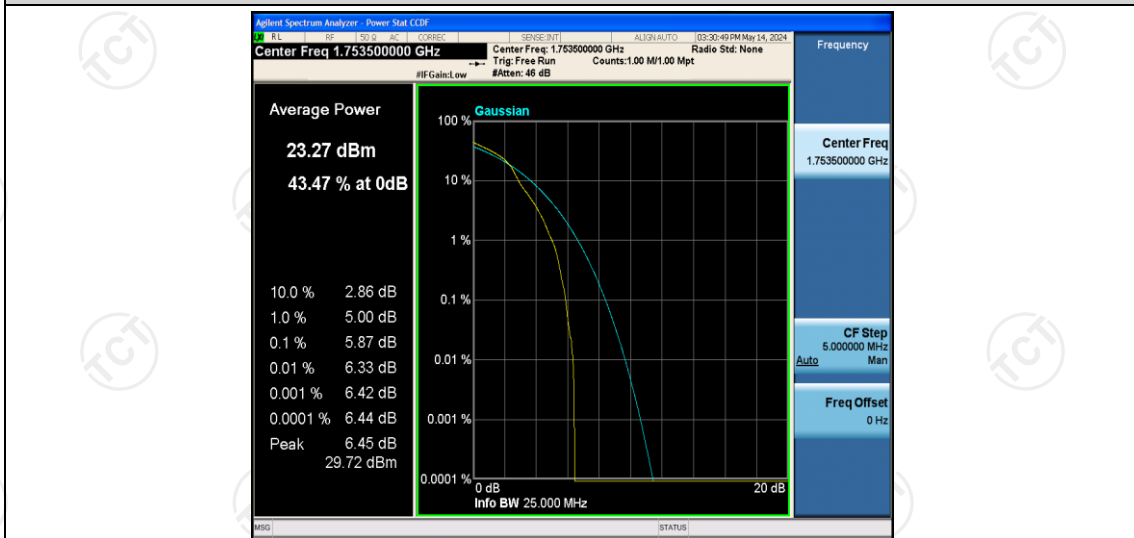 Agilent Spectrum Analyzer - Power Stat CCDF
LXI RL RF 50 Ω AC CORREC SENSE:INT ALIGNAUTO 03:30:49 PM May 14, 2024
Center Freq 1.753500000 GHz
Center Freq: 1.753500000 GHz Radio Std: None
Trig: Free Run Counts:1.00 M/1.00 Mpt
#IFGain:Low #Atten: 46 dB
Frequency
Average Power
23.27 dBm
43.47 % at 0dB
10.0 % 2.86 dB
1.0 % 5.00 dB
0.1 % 5.87 dB
0.01 % 6.33 dB
0.001 % 6.42 dB
0.0001 % 6.44 dB
Peak 6.45 dB
29.72 dBm
Gaussian
100 %
10 %
1 %
0.1 %
0.01 %
0.001 %
0.0001 %
0 dB 20 dB
Info BW 25.000 MHz
Center Freq
1.753500000 GHz
CF Step
5.000000 MHz
Auto Man
Freq Offset
0 Hz
MSG STATUS
TCT
TCT
TCT
TCT